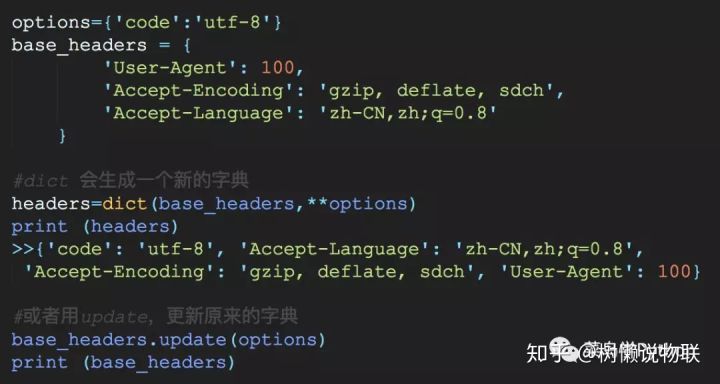 options={'code':'utf-8'}
base_headers = {
'User-Agent': 100,
'Accept-Encoding': 'gzip, deflate, sdch',
'Accept-Language': 'zh-CN,zh;q=0.8'
}
#dict 会生成一个新的字典
headers=dict(base_headers,**options)
print (headers)
>>{'code': 'utf-8', 'Accept-Language': 'zh-CN,zh;q=0.8',
'Accept-Encoding': 'gzip, deflate, sdch', 'User-Agent': 100}
#或者用update，更新原来的字典
base_headers.update(options)
print (base_headers)
知乎 @树懒说物联